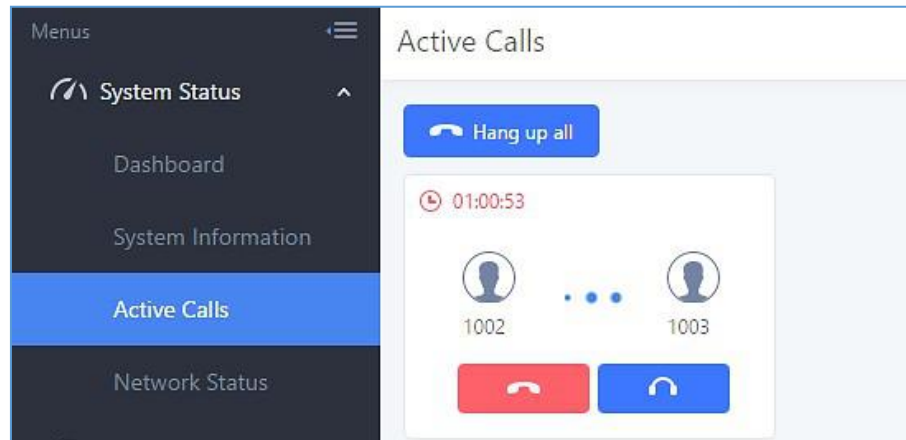 Menus
System Status
Dashboard
System Information
Active Calls
Network Status
Active Calls
Hang up all
01:00:53
1002
1003